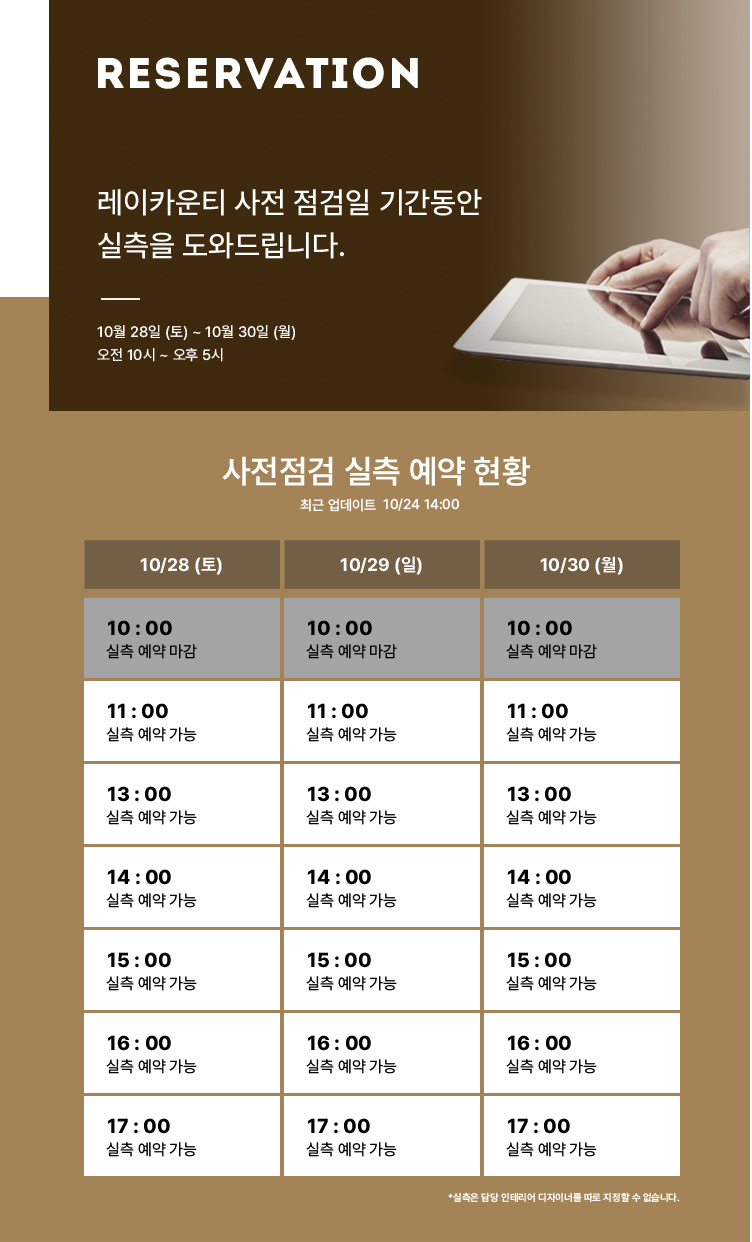 RESERVATION
레이카운티 사전 점검일 기간동안
실측을 도와드립니다.
10월 28일 (토) ~ 10월 30일 (월)
오전 10시 ~ 오후 5시
사전점검 실측 예약 현황
최근 업데이트 10/24 14:00
10/28 (토) 10/29 (일) 10/30 (월)
10 : 00 10 : 00 10 : 00
실측 예약 마감 실측 예약 마감 실측 예약 마감
11 : 00 11 : 00 11 : 00
실측 예약 가능 실측 예약 가능 실측 예약 가능
13 : 00 13 : 00 13 : 00
실측 예약 가능 실측 예약 가능 실측 예약 가능
14 : 00 14 : 00 14 : 00
실측 예약 가능 실측 예약 가능 실측 예약 가능
15 : 00 15 : 00 15 : 00
실측 예약 가능 실측 예약 가능 실측 예약 가능
16 : 00 16 : 00 16 : 00
실측 예약 가능 실측 예약 가능 실측 예약 가능
17 : 00 17 : 00 17 : 00
실측 예약 가능 실측 예약 가능 실측 예약 가능
*실측은 담당 인테리어 디자이너를 따로 지정할 수 없습니다.